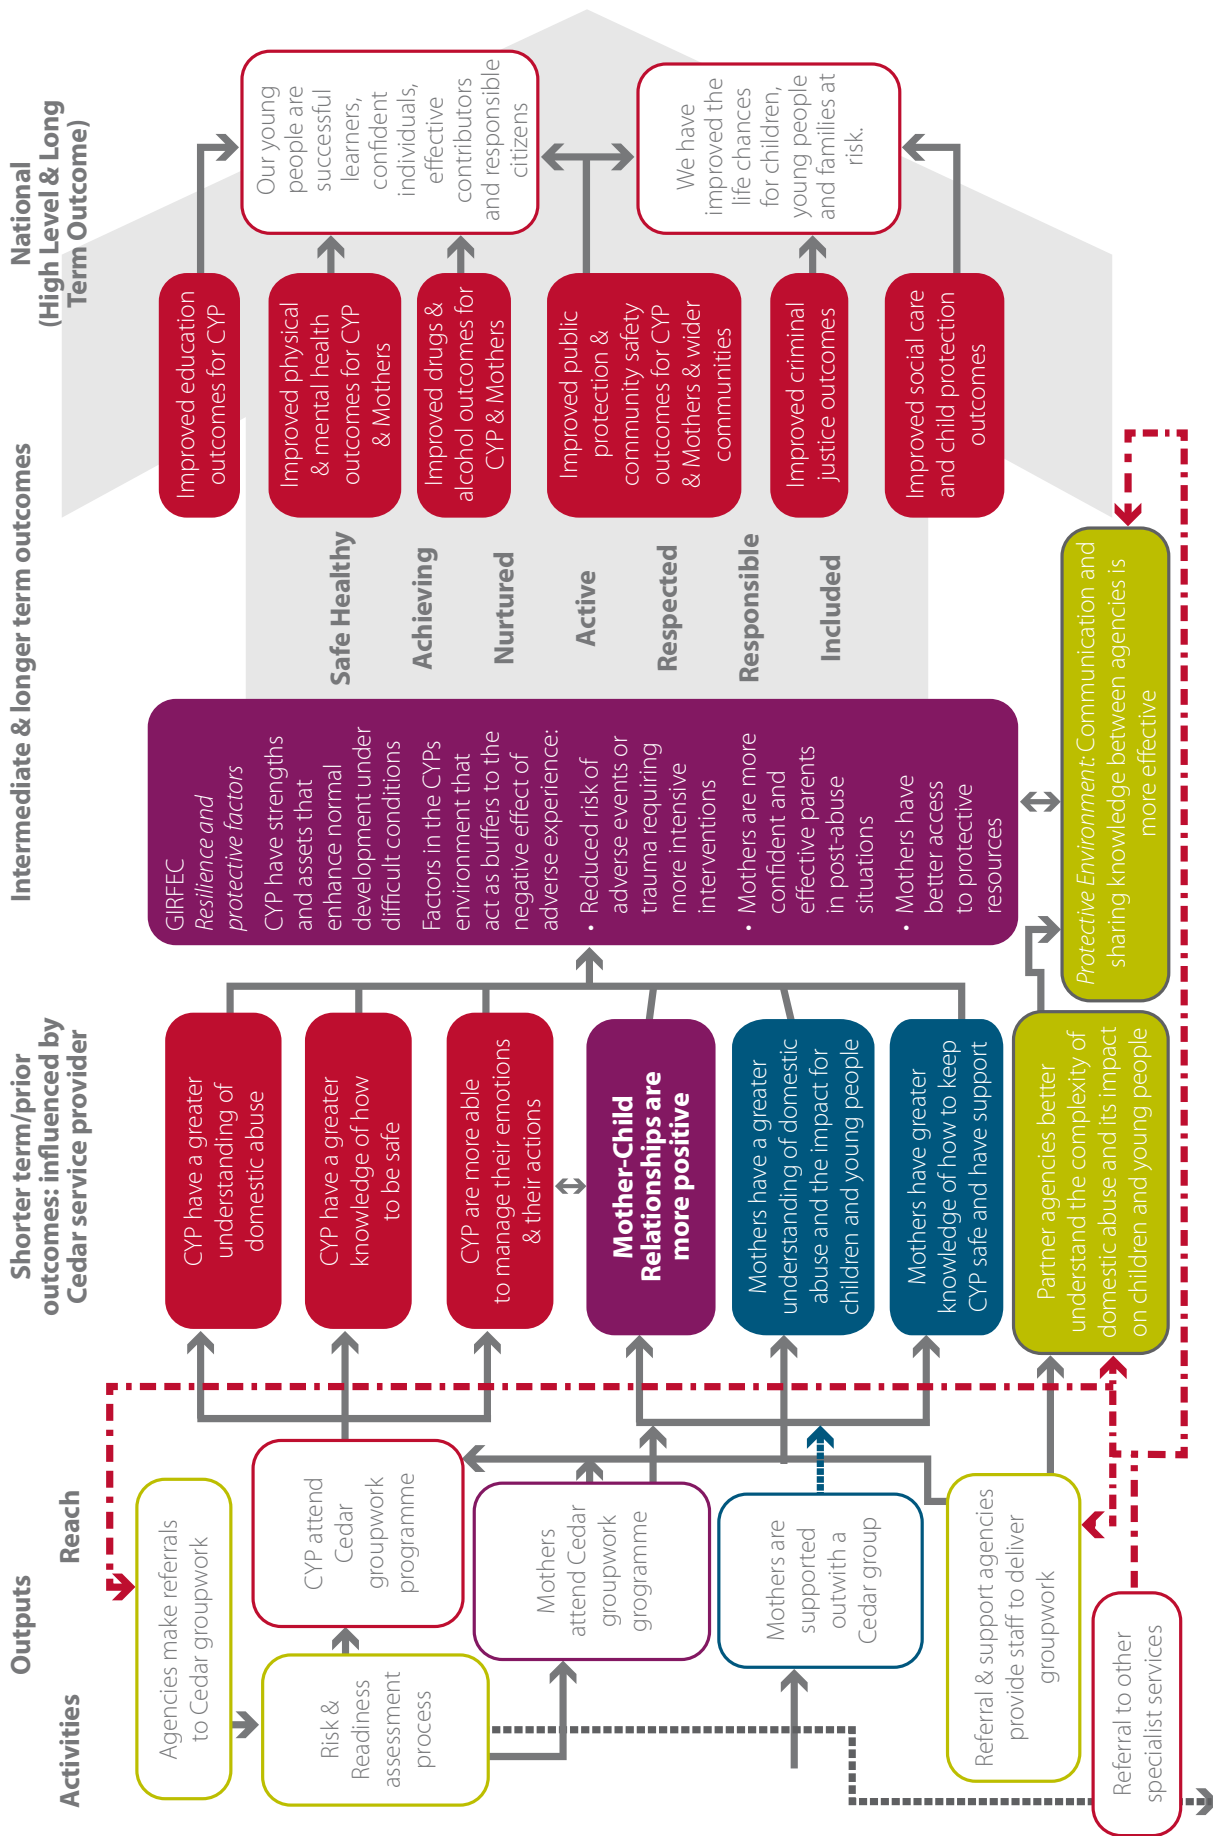 Activities
Outputs
Reach
Shorter term/prior
outcomes: influenced by
Cedar service provider
Intermediate & longer term outcomes
National
(High Level & Long
Term Outcome)
Agencies make referrals
to Cedar groupwork
Risk &
Readiness
assessment
process
CYP attend
Cedar
groupwork
programme
Mothers
attend Cedar
groupwork
grogramme
Mothers are
supported
outwith a
Cedar group
Referral & support agencies
provide staff to deliver
groupwork
Referral to other
specialist services
CYP have a greater
understanding of
domestic abuse
CYP have a greater
knowledge of how
to be safe
CYP are more able
to manage their emotions
& their actions
Mother-Child
Relationships are
more positive
Mothers have a greater
understanding of domestic
abuse and the impact for
children and young people
Mothers have greater
knowledge of how to keep
CYP safe and have support
Partner agencies better
understand the complexity of
domestic abuse and its impact
on children and young people
GIRFEC
Resilience and
protective factors
CYP have strengths
and assets that
enhance normal
development under
difficult conditions
Factors in the CYPs
environment that
act as buffers to the
negative effect of
adverse experience:
• Reduced risk of
adverse events or
trauma requiring
more intensive
interventions
• Mothers are more
confident and
effective parents
in post-abuse
situations
• Mothers have
better access
to protective
resources
Protective Environment: Communication and
sharing knowledge between agencies is
more effective
Safe Healthy
Achieving
Nurtured
Active
Respected
Responsible
Included
Improved education
outcomes for CYP
Improved physical
& mental health
outcomes for CYP
& Mothers
Improved drugs &
alcohol outcomes for
CYP & Mothers
Improved public
protection &
community safety
outcomes for CYP
& Mothers & wider
communities
Improved criminal
justice outcomes
Improved social care
and child protection
outcomes
Our young
people are
successful
learners,
confident
individuals,
effective
contributors
and responsible
citizens
We have
improved the
life chances
for children,
young people
and families at
risk.